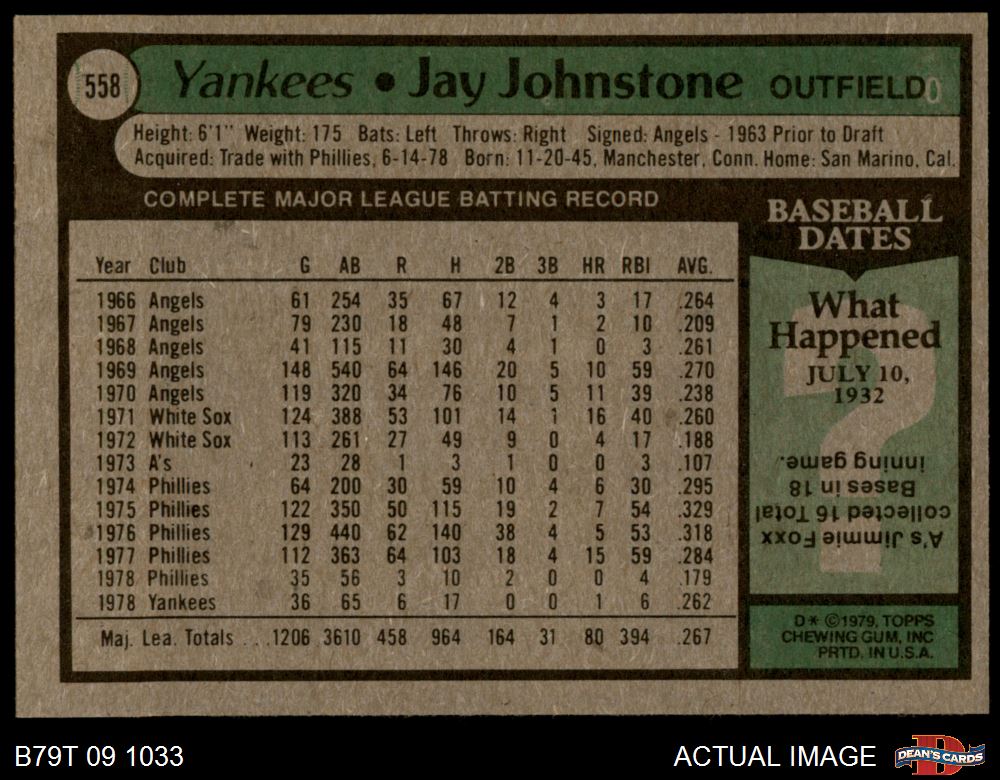 558 Yankees • Jay Johnstone OUTFIELD
Height: 6'1" Weight: 175 Bats: Left Throws: Right Signed: Angels - 1963 Prior to Draft
Acquired: Trade with Phillies, 6-14-78 Born: 11-20-45, Manchester, Conn. Home: San Marino, Cal.
COMPLETE MAJOR LEAGUE BATTING RECORD
Year Club G AB R H 2B 3B HR RBI AVG.
1966 Angels 61 254 35 67 12 4 3 17 .264
1967 Angels 79 230 18 48 7 1 2 10 .209
1968 Angels 41 115 11 30 4 1 0 3 .261
1969 Angels 148 540 64 146 20 5 10 59 .270
1970 Angels 119 320 34 76 10 5 11 39 .238
1971 White Sox 124 388 53 101 14 1 16 40 .260
1972 White Sox 113 261 27 49 9 0 4 17 .188
1973 A's 23 28 1 3 1 0 0 3 .107
1974 Phillies 64 200 30 59 10 4 6 30 .295
1975 Phillies 122 350 50 115 19 2 7 54 .329
1976 Phillies 129 440 62 140 38 4 5 53 .318
1977 Phillies 112 363 64 103 18 4 15 59 .284
1978 Phillies 35 56 3 10 2 0 0 4 .179
1978 Yankees 36 65 6 17 0 0 1 6 .262
Maj. Lea. Totals ...1206 3610 458 964 164 31 80 394 .267
BASEBALL
DATES
What
Happened
JULY 10,
1932
?
A's Jimmie Foxx
collected 16 Total
Bases in 18
inning game.
D* ©1979, TOPPS
CHEWING GUM, INC
PRTD. IN U.S.A.
B79T 09 1033
ACTUAL IMAGE
D
DEAN'S CARDS